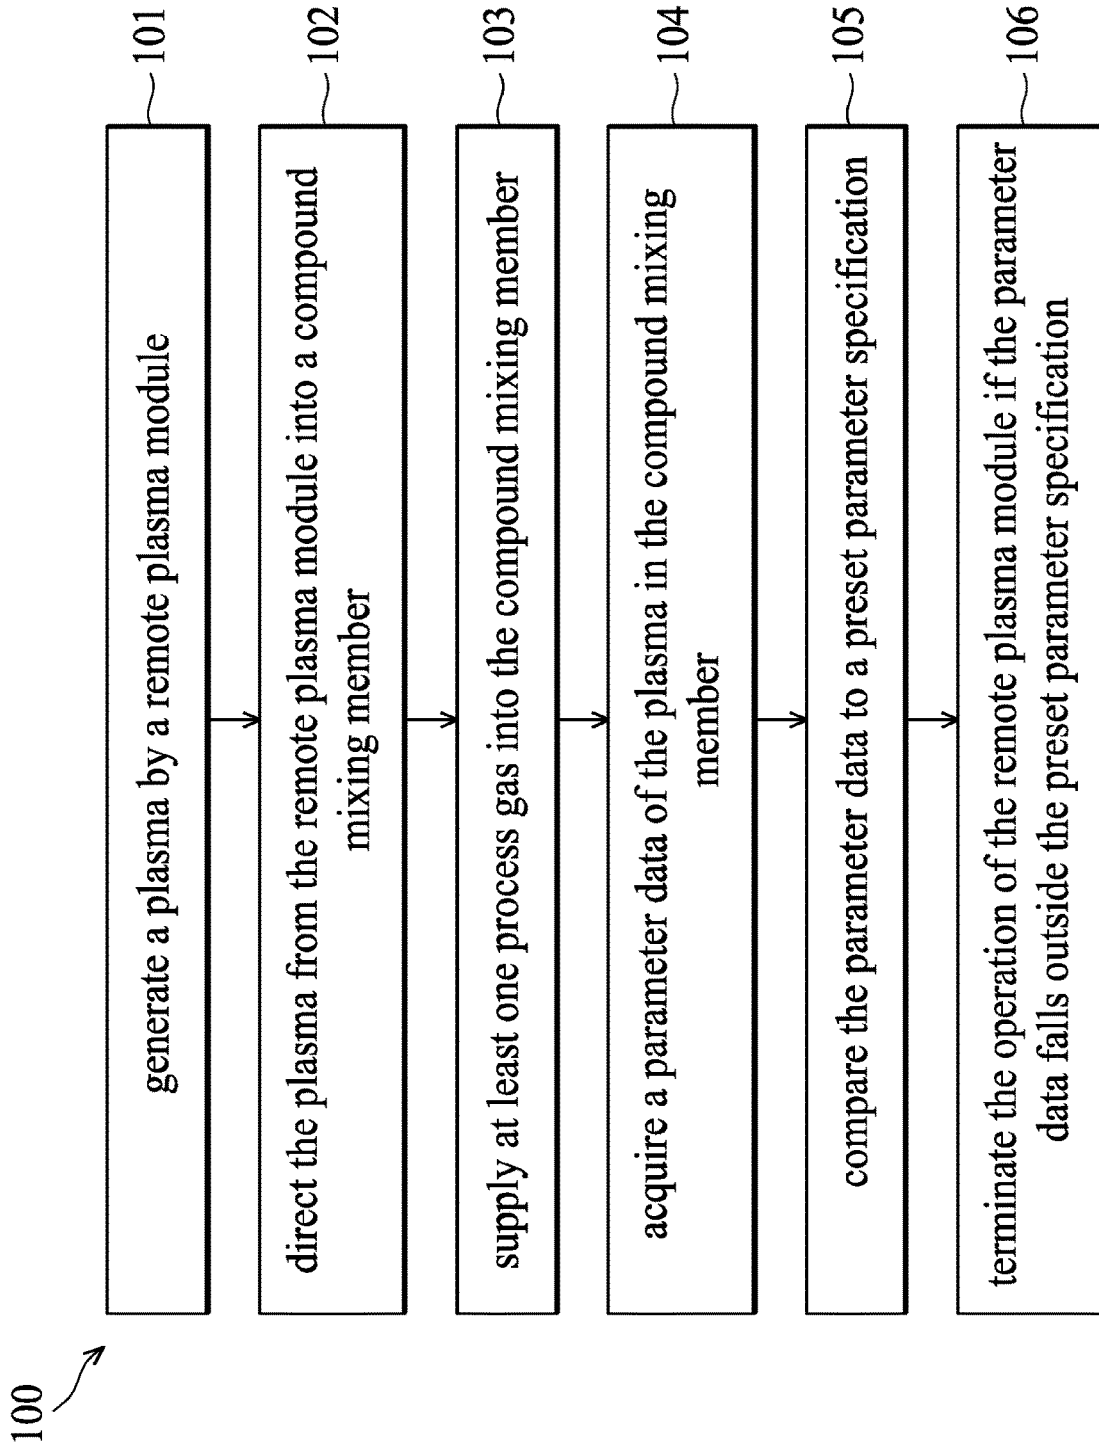 100
generate a plasma by a remote plasma module
101
direct the plasma from the remote plasma module into a compound
mixing member
102
supply at least one process gas into the compound mixing member
103
acquire a parameter data of the plasma in the compound mixing
member
104
compare the parameter data to a preset parameter specification
105
terminate the operation of the remote plasma module if the parameter
data falls outside the preset parameter specification
106